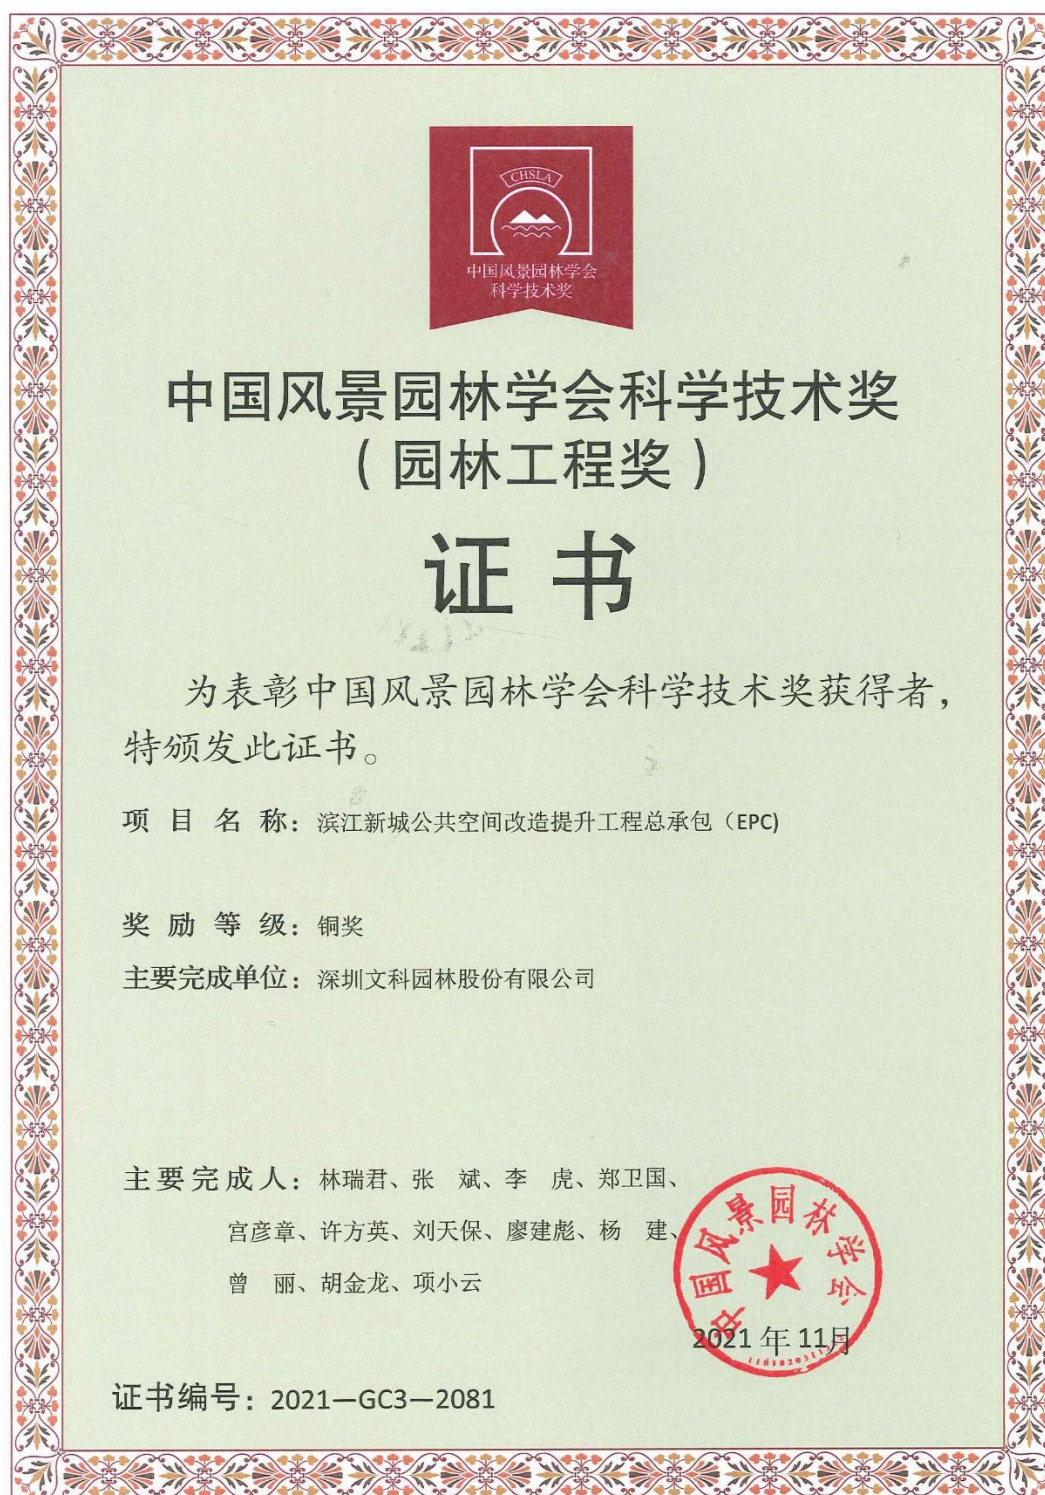 CHSLA
中国风景园林学会
科学技术奖
中国风景园林学会科学技术奖
（园林工程奖）
证书
为表彰中国风景园林学会科学技术奖获得者，
特颁发此证书。
项目名称：滨江新城公共空间改造提升工程总承包（EPC)
奖励等级：铜奖
主要完成单位：深圳文科园林股份有限公司
主要完成人：林瑞君、张 斌、李 虎、郑卫国、
宫彦章、许方英、刘天保、廖建彪、杨 建、
曾 丽、胡金龙、项小云
中国风景园林学会
2021 年 11月
证书编号：2021—GC3—2081